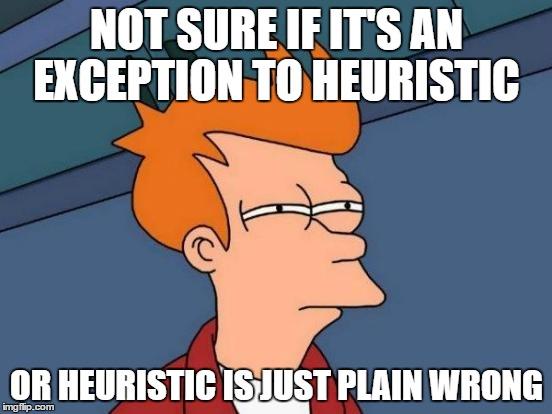 NOT SURE IF IT'S AN
EXCEPTION TO HEURISTIC
OR HEURISTIC IS JUST PLAIN WRONG
imgflip.com